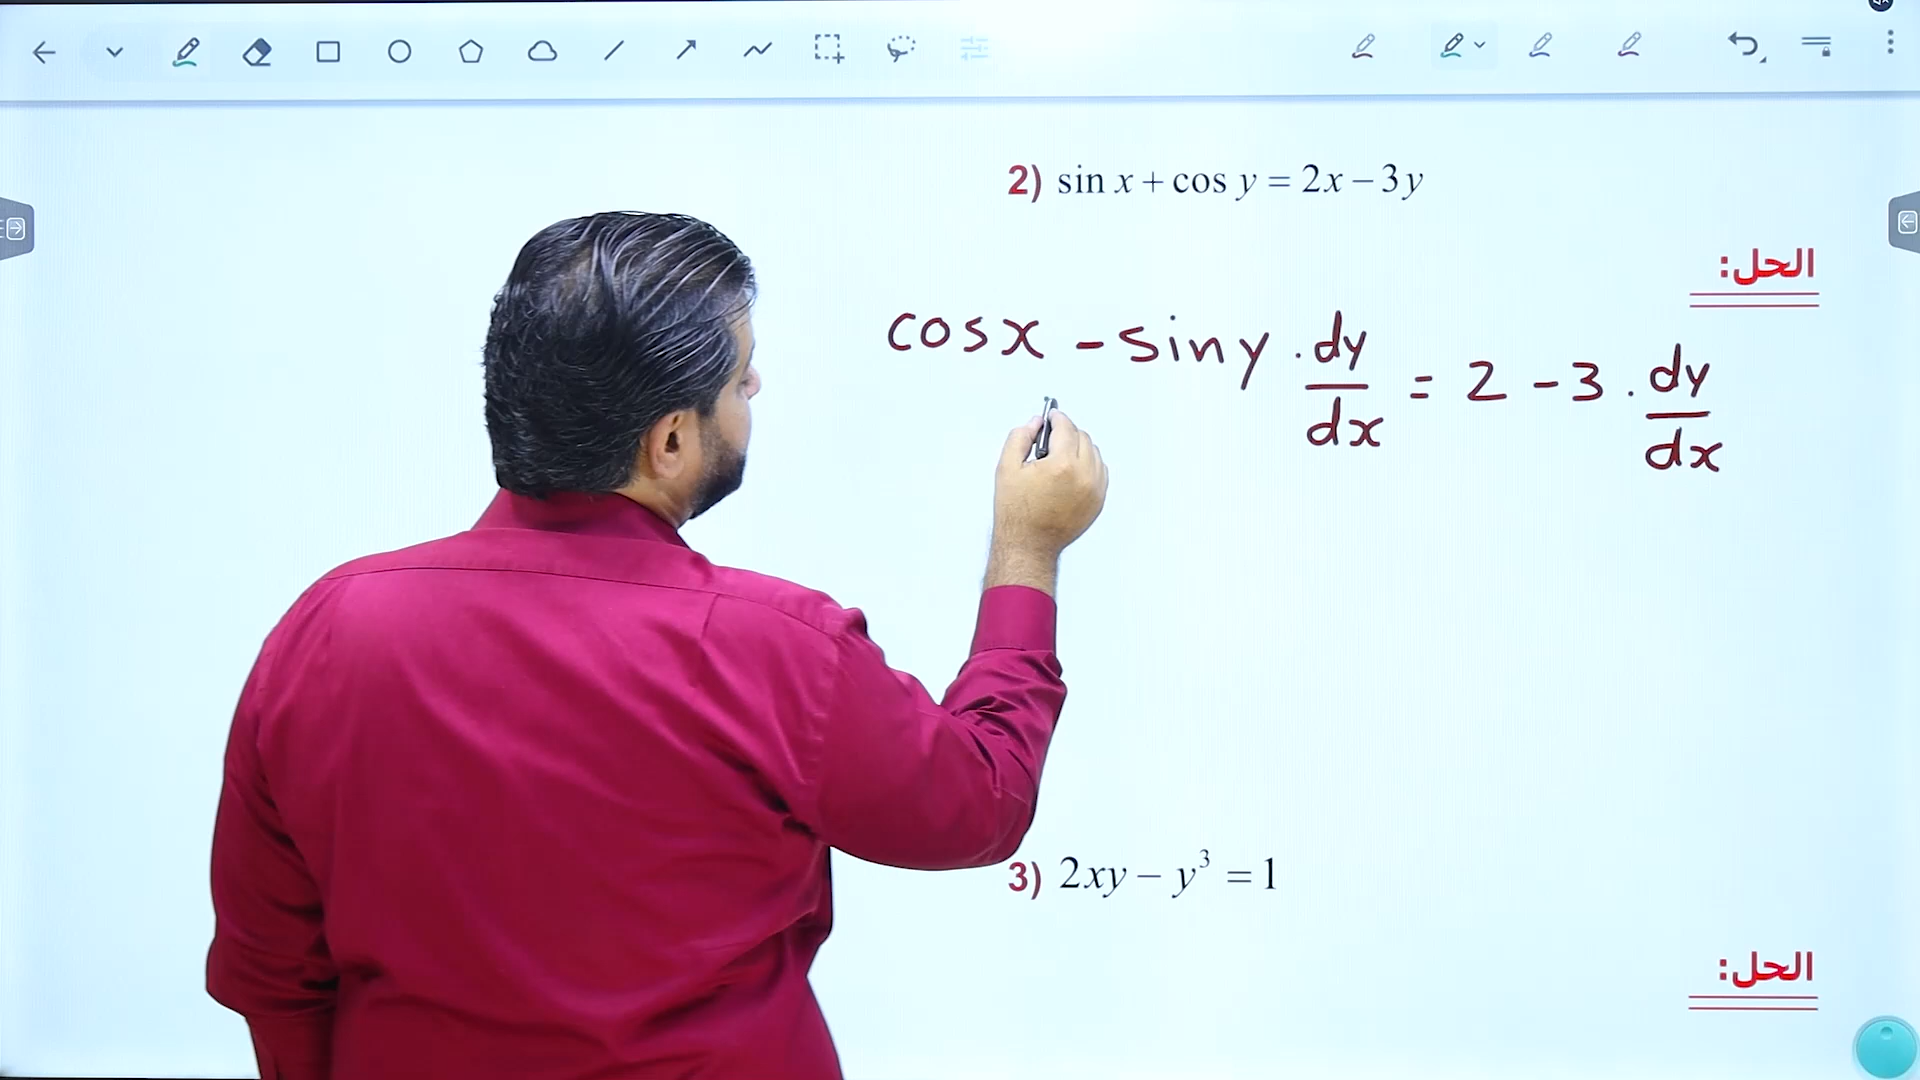 2) sin x + cos y = 2x − 3y
الحل:
cosx - siny . dy/dx = 2 - 3 . dy/dx
3) 2xy − y³ = 1
الحل: